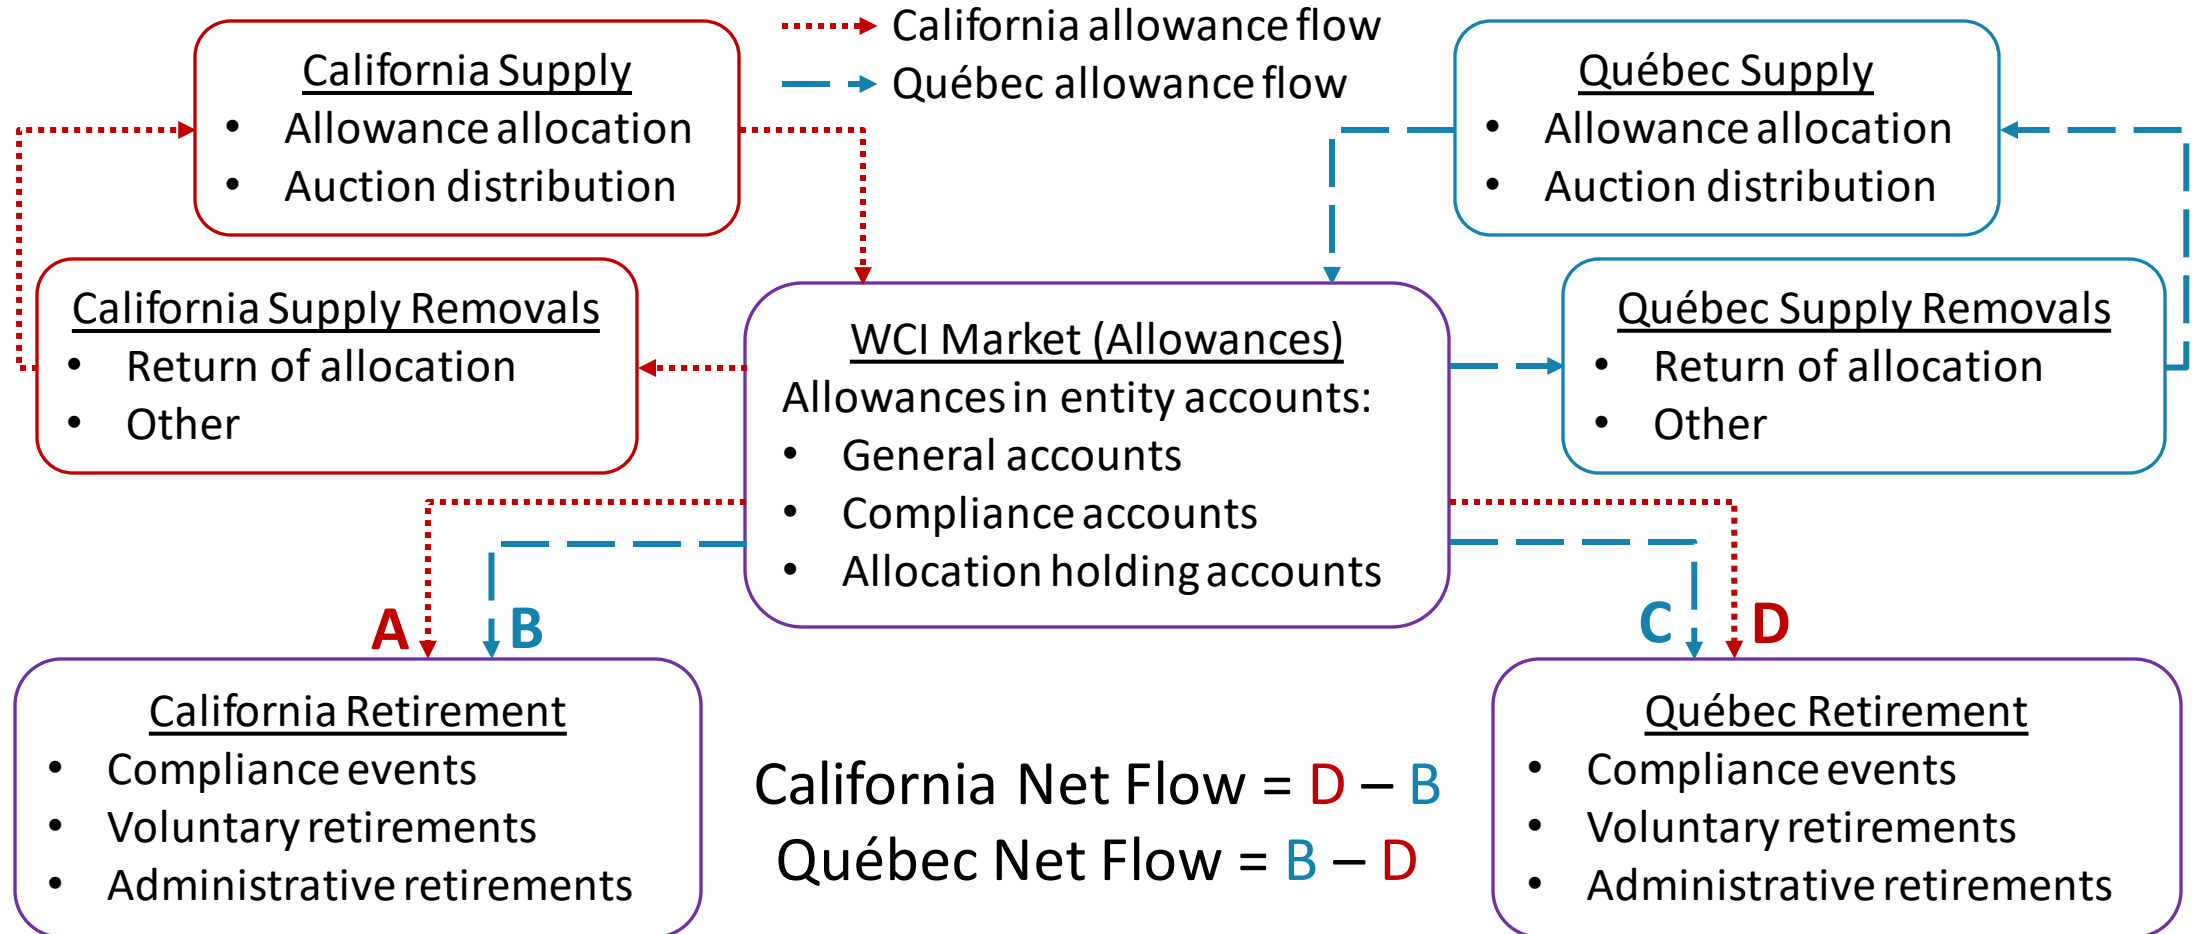 California allowance flow
Québec allowance flow
California Supply
• Allowance allocation
• Auction distribution
Québec Supply
• Allowance allocation
• Auction distribution
California Supply Removals
• Return of allocation
• Other
WCI Market (Allowances)
Allowances in entity accounts:
• General accounts
• Compliance accounts
• Allocation holding accounts
Québec Supply Removals
• Return of allocation
• Other
A
B
C
D
California Retirement
• Compliance events
• Voluntary retirements
• Administrative retirements
California Net Flow = D – B
Québec Net Flow = B – D
Québec Retirement
• Compliance events
• Voluntary retirements
• Administrative retirements